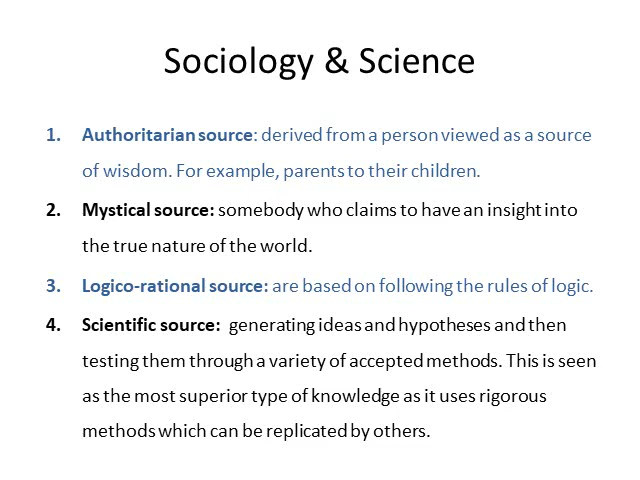 Sociology & Science
1. Authoritarian source: derived from a person viewed as a source
of wisdom. For example, parents to their children.
2. Mystical source: somebody who claims to have an insight into
the true nature of the world.
3. Logico-rational source: are based on following the rules of logic.
4. Scientific source: generating ideas and hypotheses and then
testing them through a variety of accepted methods. This is seen
as the most superior type of knowledge as it uses rigorous
methods which can be replicated by others.